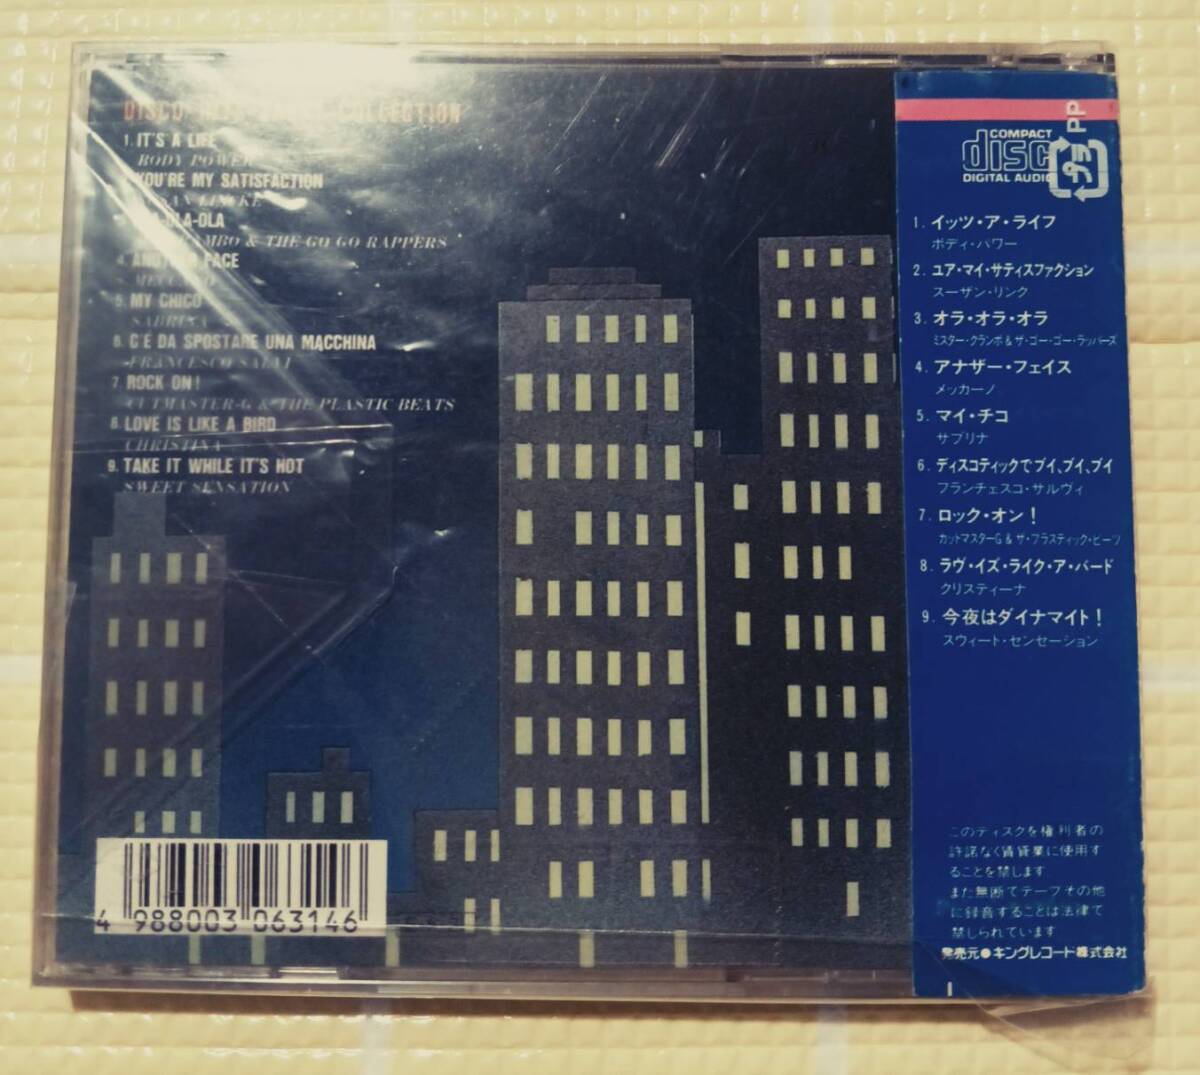 DISCO COLLECTION
1. IT'S A LIFE
BODY POWER
YOU'RE MY SATISFACTION
OLA-OLA
& THE GO GO RAPPERS
4. ANOTHER FACE
MECCANO
5. MY CHICO
SABRINA
6. C'E DA SPOSTARE UNA MACCHINA
FRANCESCO SALVI
7. ROCK ON!
CUTMASTER-G & THE PLASTIC BEATS
8. LOVE IS LIKE A BIRD
CHRISTINA
9. TAKE IT WHILE IT'S HOT
SWEET SENSATION
4 988003 063146
COMPACT
disc
DIGITAL AUDIO
プラ
PP
1. イッツ・ア・ライフ
ボディ・パワー
2. ユア・マイ・サティスファクション
スーザン・リンク
3. オラ・オラ・オラ
ミスター・クランボ&ザ・ゴー・ゴー・ラッパーズ
4. アナザー・フェイス
メッカーノ
5. マイ・チコ
サブリナ
6. ディスコティックでブイ、ブイ、ブイ
フランチェスコ・サルヴィ
7. ロック・オン!
カットマスターG&ザ・プラスティック・ビーツ
8. ラヴ・イズ・ライク・ア・バード
クリスティーナ
9. 今夜はダイナマイト!
スウィート・センセーション
このディスクを権利者の
許諾なく賃貸業に使用す
ることを禁します
また無断でテープその他
に録音することは法律で
禁じられています
発売元●キングレコード株式会社